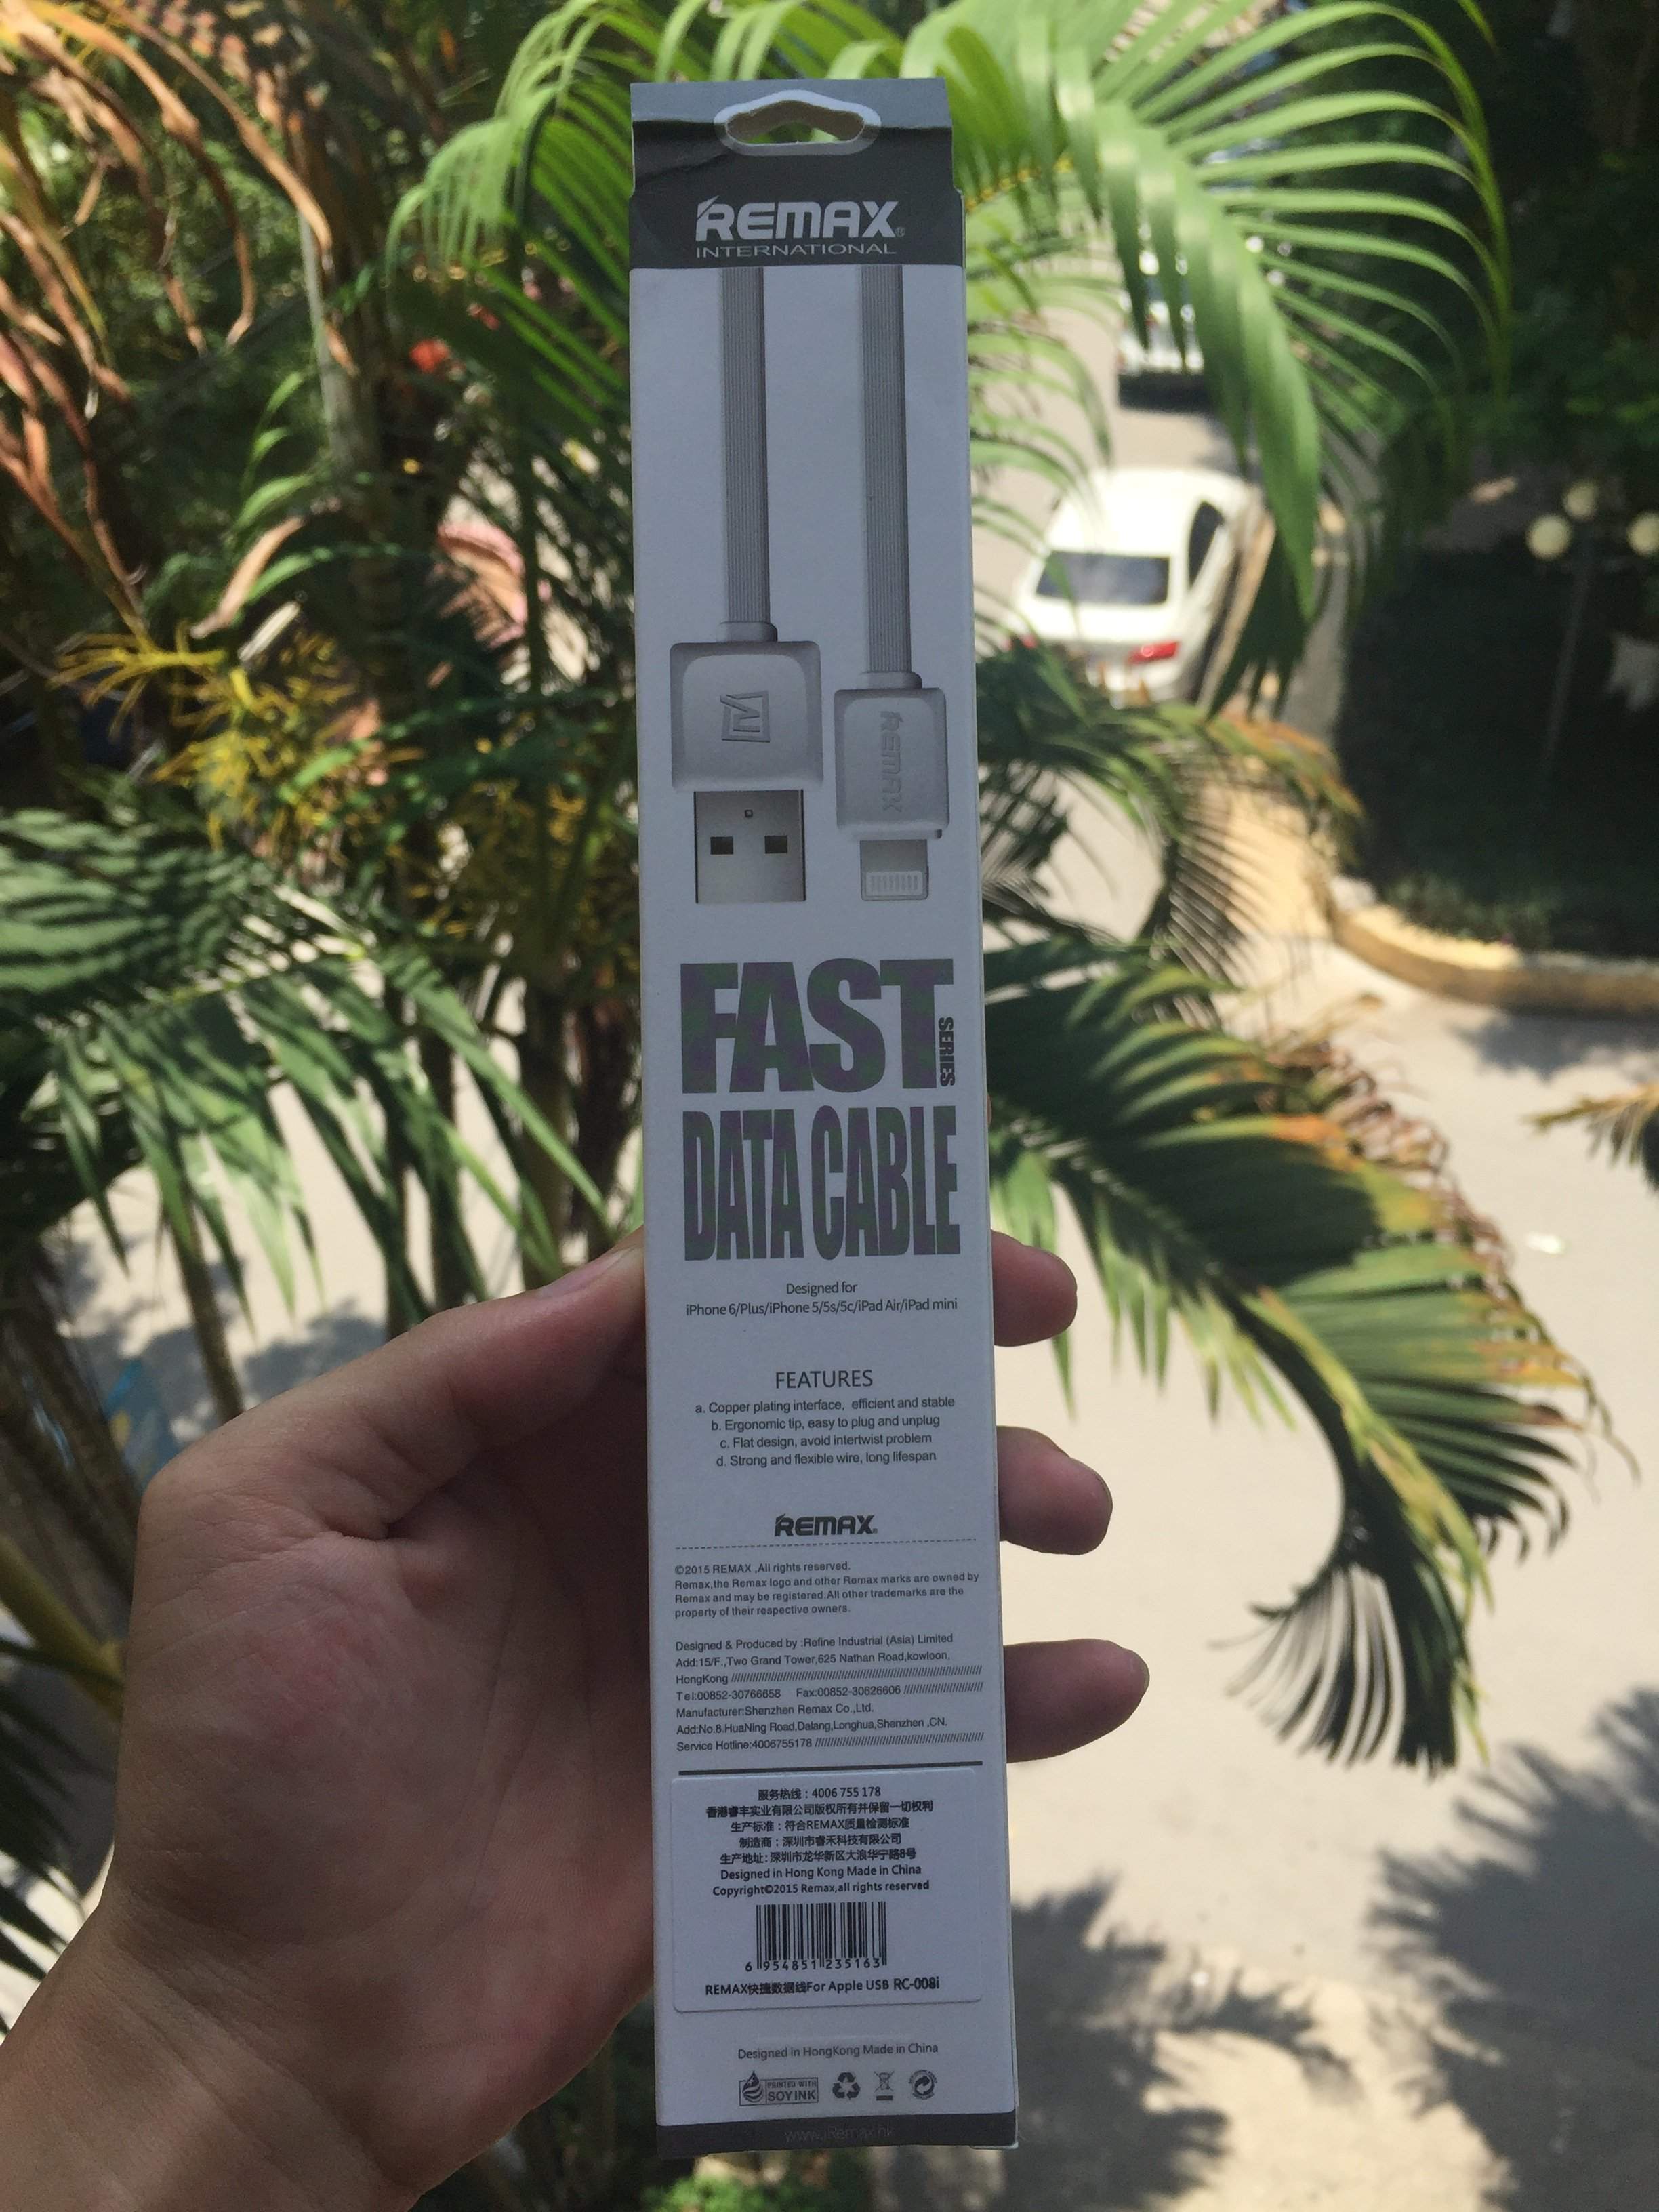 REMAX®
INTERNATIONAL
REMAX
FAST SERIES
DATA CABLE
Designed for
iPhone 6/Plus/iPhone 5/5s/5c/iPad Air/iPad mini
FEATURES
a. Copper plating interface, efficient and stable
b. Ergonomic tip, easy to plug and unplug
c. Flat design, avoid intertwist problem
d. Strong and flexible wire, long lifespan
REMAX®
©2015 REMAX ,All rights reserved.
Remax,the Remax logo and other Remax marks are owned by
Remax and may be registered.All other trademarks are the
property of their respective owners.
Designed & Produced by :Refine Industrial (Asia) Limited
Add:15/F.,Two Grand Tower,625 Nathan Road,kowloon,
HongKong
Tel:00852-30766658 Fax:00852-30626606
Manufacturer:Shenzhen Remax Co.,Ltd.
Add:No.8.HuaNing Road,Dalang,Longhua,Shenzhen ,CN.
Service Hotline:4006755178
服务热线：4006 755 178
香港睿丰实业有限公司版权所有并保留一切权利
生产标准：符合REMAX质量检测标准
制造商：深圳市睿禾科技有限公司
生产地址:深圳市龙华新区大浪华宁路8号
Designed in Hong Kong Made in China
Copyright©2015 Remax,all rights reserved
6 954851 235163
REMAX快捷数据线For Apple USB RC-008i
Designed in HongKong Made in China
PRINTED WITH
SOY INK
www.iRemax.hk